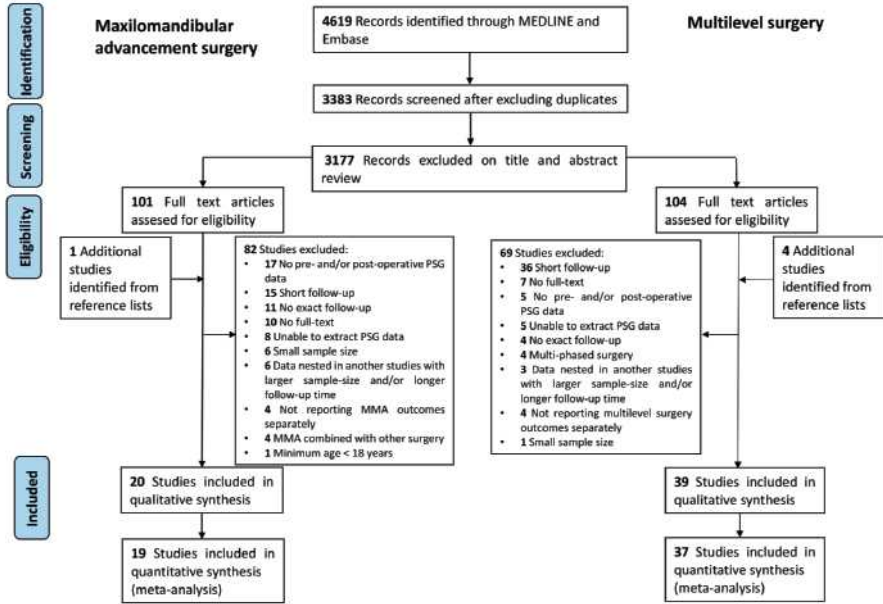 Maxilomandibular
advancement surgery
4619 Records identified through MEDLINE and
Embase
Multilevel surgery
Identification
3383 Records screened after excluding duplicates
Screening
3177 Records excluded on title and abstract
review
101 Full text articles
assesed for eligibility
104 Full text articles
assesed for eligibility
Eligibility
1 Additional
studies
identified from
reference lists
82 Studies excluded:
• 17 No pre- and/or post-operative PSG
data
• 15 Short follow-up
• 11 No exact follow-up
• 10 No full-text
• 8 Unable to extract PSG data
• 6 Small sample size
• 6 Data nested in another studies with
larger sample-size and/or longer
follow-up time
• 4 Not reporting MMA outcomes
separately
• 4 MMA combined with other surgery
• 1 Minimum age < 18 years
69 Studies excluded:
• 36 Short follow-up
• 7 No full-text
• 5 No pre- and/or post-operative
PSG data
• 5 Unable to extract PSG data
• 4 No exact follow-up
• 4 Multi-phased surgery
• 3 Data nested in another studies
with larger sample-size and/or
longer follow-up time
• 4 Not reporting multilevel surgery
outcomes separately
• 1 Small sample size
4 Additional
studies
identified from
reference lists
Included
20 Studies included in
qualitative synthesis
39 Studies included in
qualitative synthesis
19 Studies included in
quantitative synthesis
(meta-analysis)
37 Studies included in
quantitative synthesis
(meta-analysis)